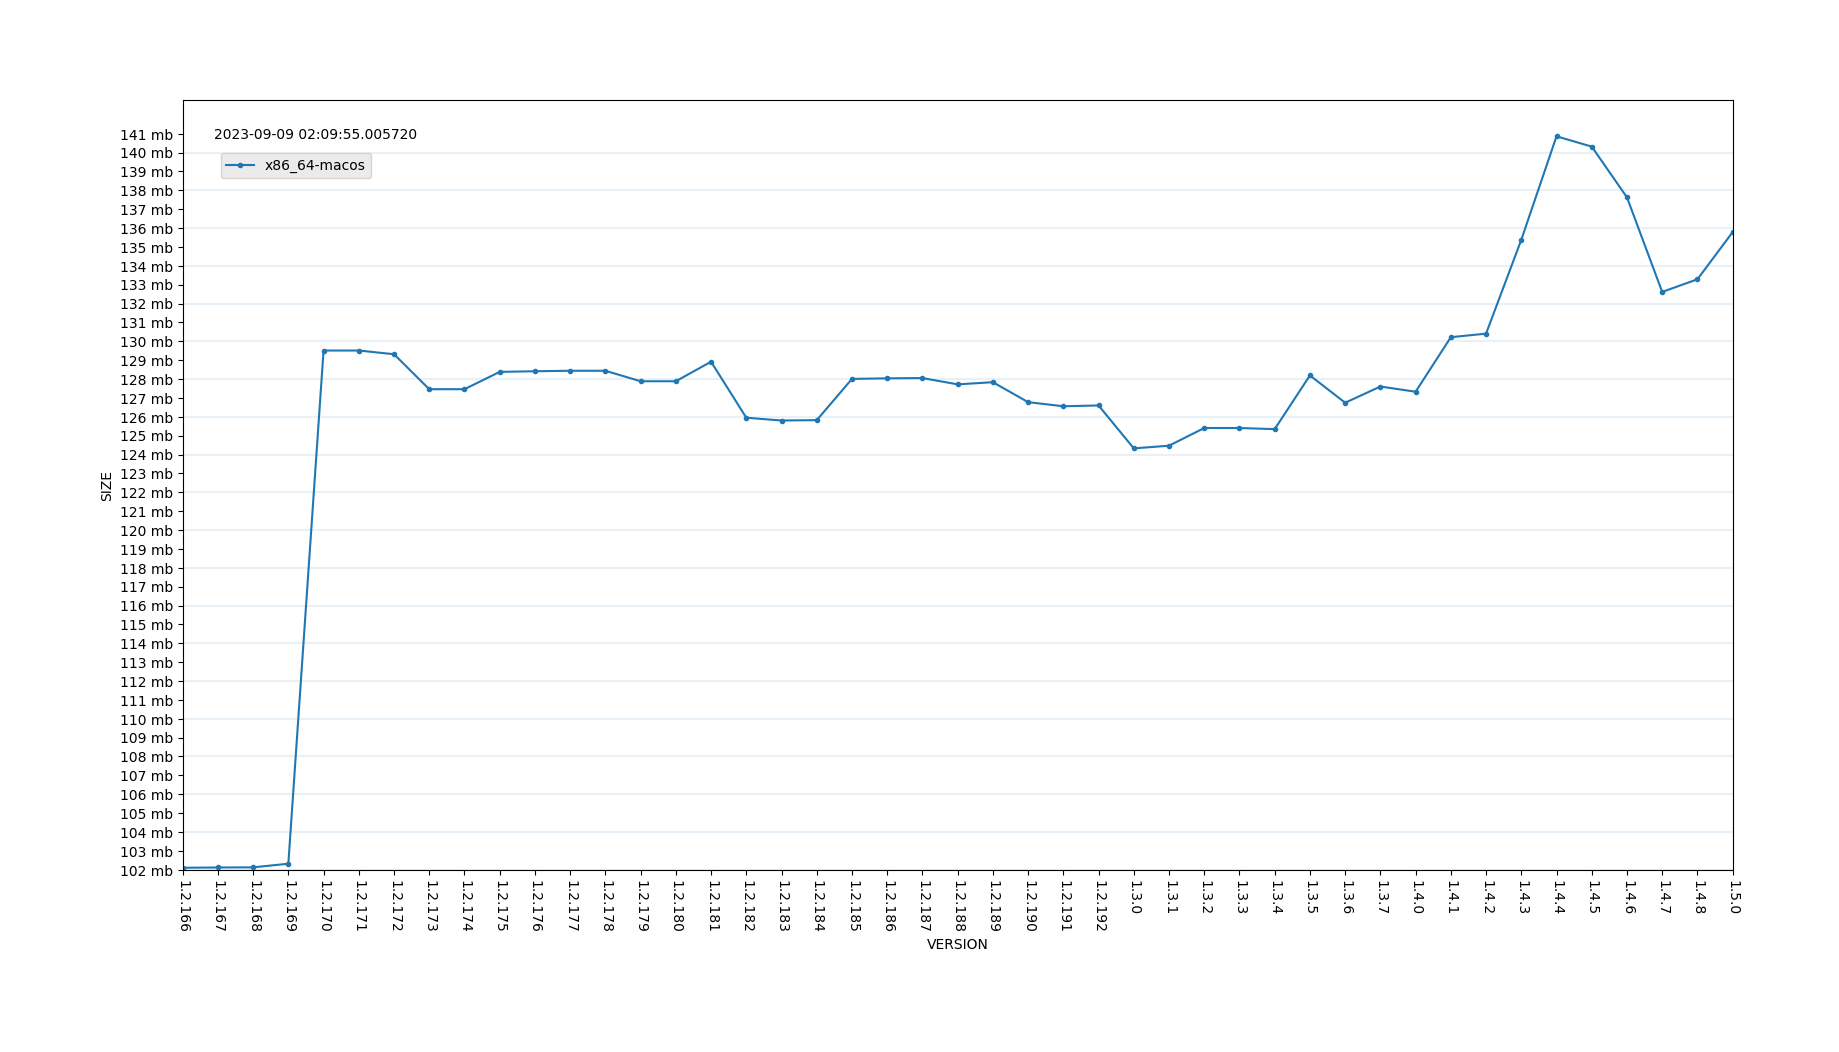 2023-09-09 02:09:55.005720
x86_64-macos
SIZE
141 mb
140 mb
139 mb
138 mb
137 mb
136 mb
135 mb
134 mb
133 mb
132 mb
131 mb
130 mb
129 mb
128 mb
127 mb
126 mb
125 mb
124 mb
123 mb
122 mb
121 mb
120 mb
119 mb
118 mb
117 mb
116 mb
115 mb
114 mb
113 mb
112 mb
111 mb
110 mb
109 mb
108 mb
107 mb
106 mb
105 mb
104 mb
103 mb
102 mb
1.2.166
1.2.167
1.2.168
1.2.169
1.2.170
1.2.171
1.2.172
1.2.173
1.2.174
1.2.175
1.2.176
1.2.177
1.2.178
1.2.179
1.2.180
1.2.181
1.2.182
1.2.183
1.2.184
1.2.185
1.2.186
1.2.187
1.2.188
1.2.189
1.2.190
1.2.191
1.2.192
1.3.0
1.3.1
1.3.2
1.3.3
1.3.4
1.3.5
1.3.6
1.3.7
1.4.0
1.4.1
1.4.2
1.4.3
1.4.4
1.4.5
1.4.6
1.4.7
1.4.8
1.5.0
VERSION